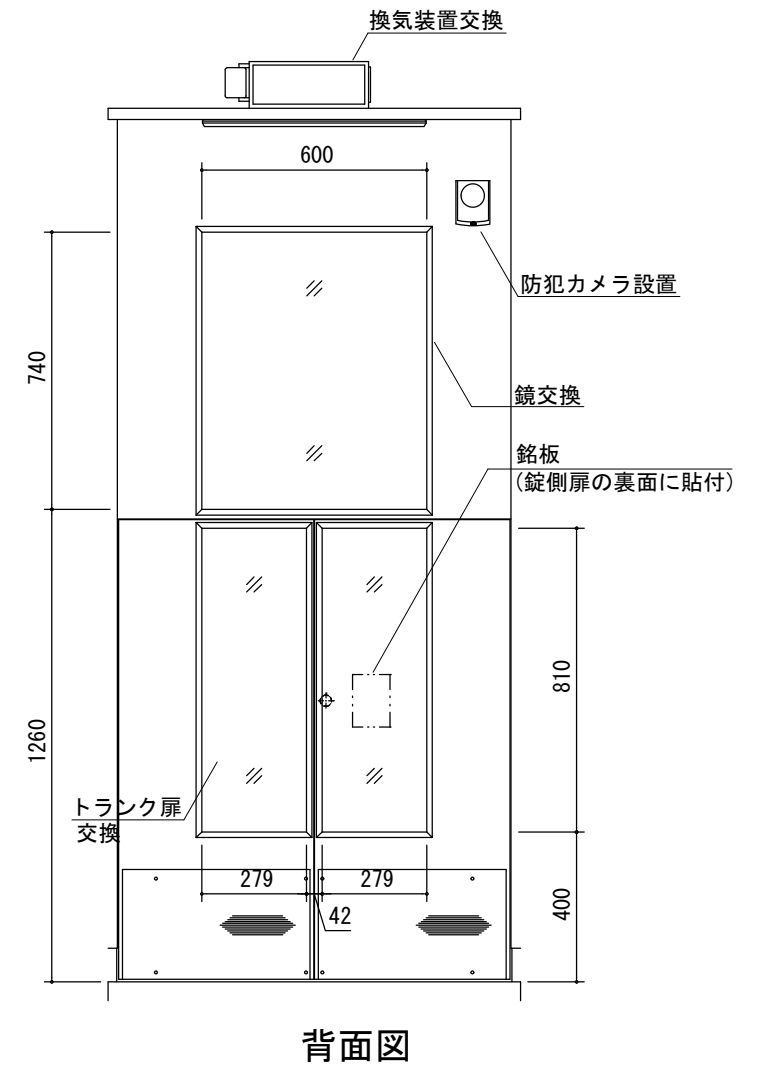 換気装置交換
600
防犯カメラ設置
740
鏡交換
銘板
(錠側扉の裏面に貼付)
810
1260
トランク扉
交換
279
279
42
400
背面図